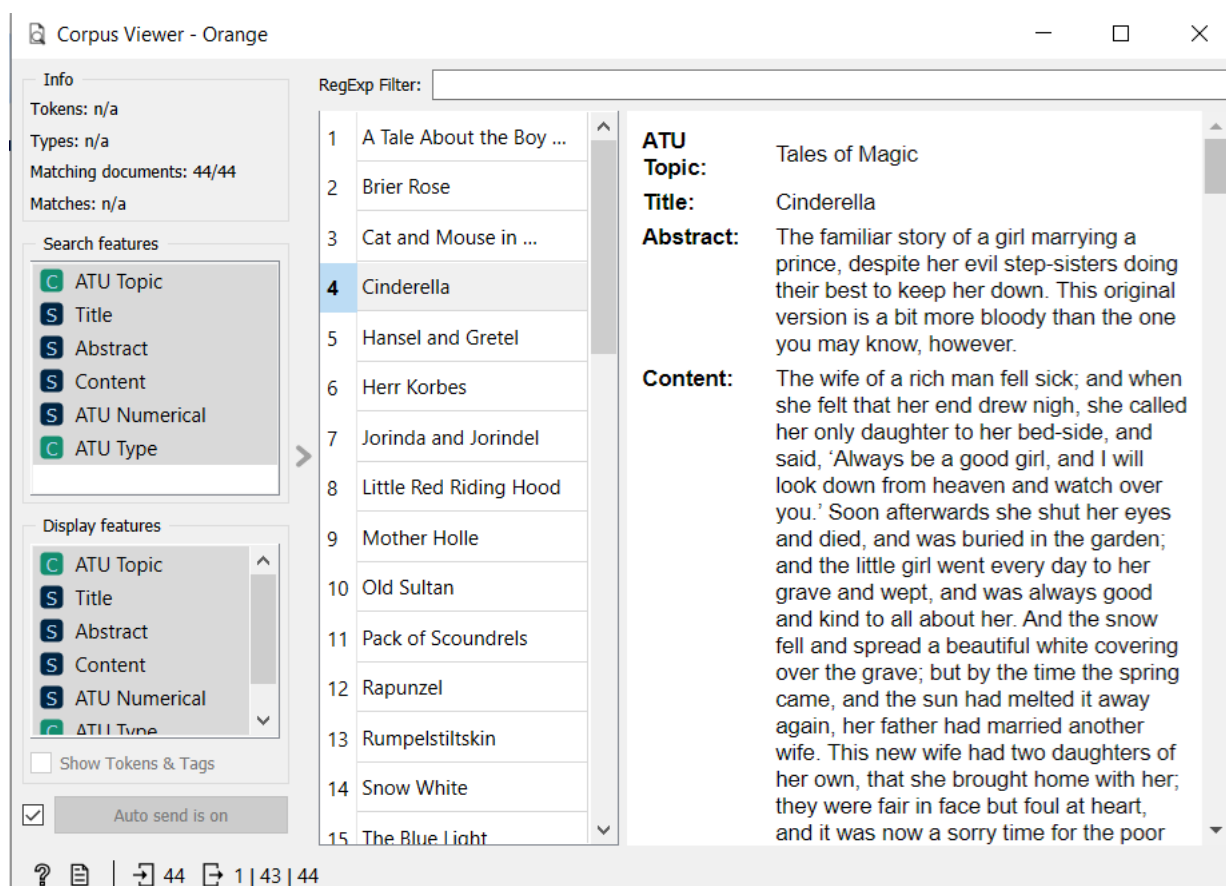 Corpus Viewer - Orange
Info
Tokens: n/a
Types: n/a
Matching documents: 44/44
Matches: n/a
Search features
C ATU Topic
S Title
S Abstract
S Content
S ATU Numerical
C ATU Type
Display features
C ATU Topic
S Title
S Abstract
S Content
S ATU Numerical
C ATU Type
Show Tokens & Tags
Auto send is on
? 44 1 | 43 | 44
RegExp Filter:
1 A Tale About the Boy ...
2 Brier Rose
3 Cat and Mouse in ...
4 Cinderella
5 Hansel and Gretel
6 Herr Korbes
7 Jorinda and Jorindel
8 Little Red Riding Hood
9 Mother Holle
10 Old Sultan
11 Pack of Scoundrels
12 Rapunzel
13 Rumpelstiltskin
14 Snow White
15 The Blue Light
ATU
Topic: Tales of Magic
Title: Cinderella
Abstract: The familiar story of a girl marrying a
prince, despite her evil step-sisters doing
their best to keep her down. This original
version is a bit more bloody than the one
you may know, however.
Content: The wife of a rich man fell sick; and when
she felt that her end drew nigh, she called
her only daughter to her bed-side, and
said, ‘Always be a good girl, and I will
look down from heaven and watch over
you.’ Soon afterwards she shut her eyes
and died, and was buried in the garden;
and the little girl went every day to her
grave and wept, and was always good
and kind to all about her. And the snow
fell and spread a beautiful white covering
over the grave; but by the time the spring
came, and the sun had melted it away
again, her father had married another
wife. This new wife had two daughters of
her own, that she brought home with her;
they were fair in face but foul at heart,
and it was now a sorry time for the poor